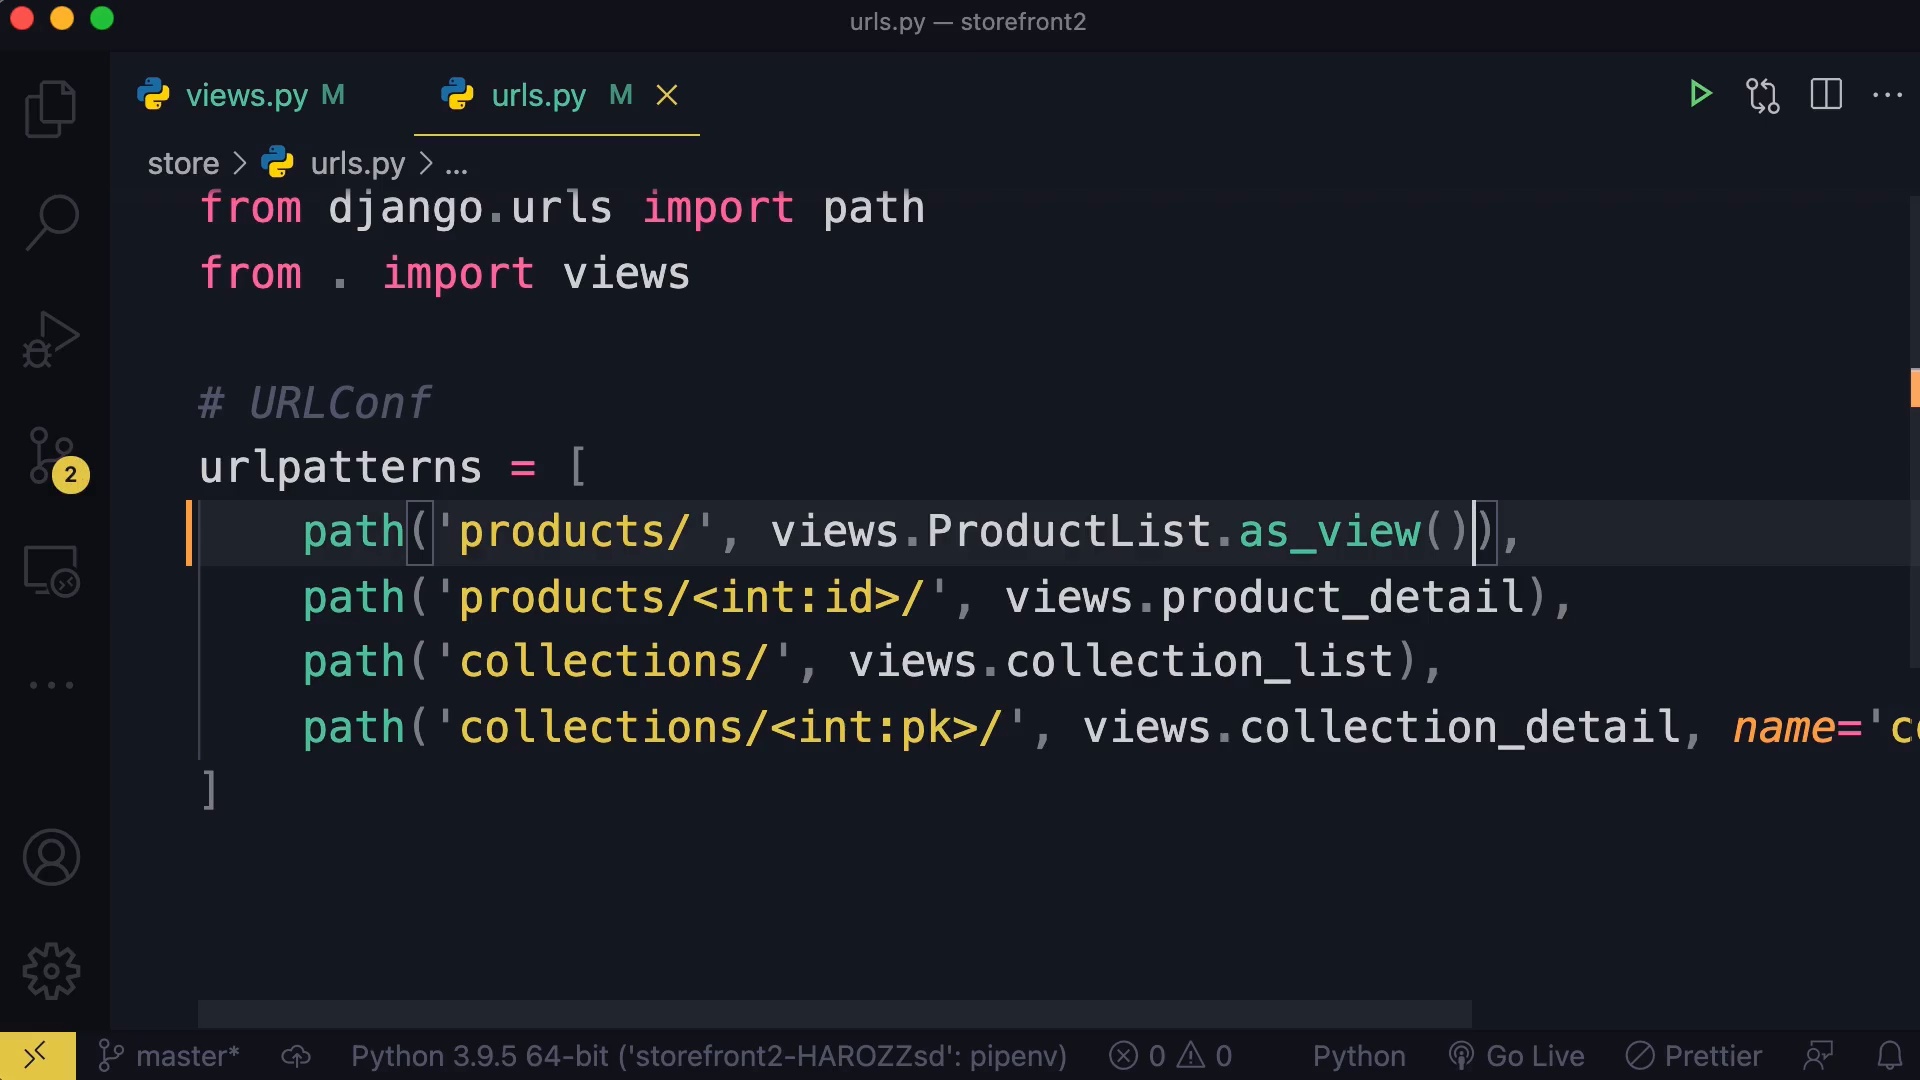 urls.py — storefront2
views.py M urls.py M
store > urls.py > ...
from django.urls import path
from . import views
# URLConf
urlpatterns = [
path('products/', views.ProductList.as_view()),
path('products/<int:id>/', views.product_detail),
path('collections/', views.collection_list),
path('collections/<int:pk>/', views.collection_detail, name='c
]
2
master* Python 3.9.5 64-bit ('storefront2-HAROZZsd': pipenv) 0 0 Python Go Live Prettier